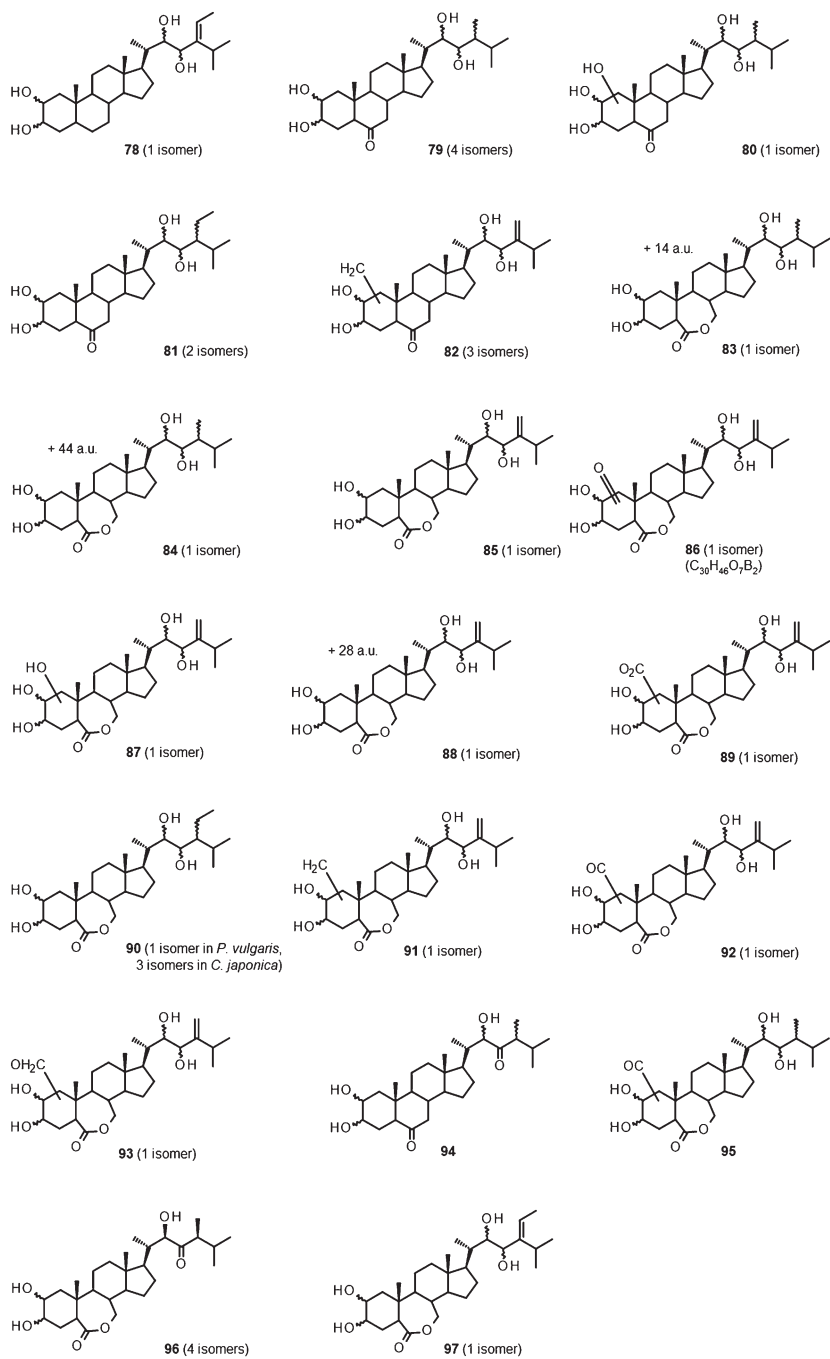 OH
OH
HO
HO
78 (1 isomer)
OH
OH
HO
HO
O
79 (4 isomers)
OH
OH
HO
HO
HO
O
80 (1 isomer)
OH
OH
HO
HO
O
81 (2 isomers)
OH
OH
H₂C
HO
HO
O
82 (3 isomers)
OH
OH
+ 14 a.u.
HO
HO
O
O
83 (1 isomer)
OH
OH
+ 44 a.u.
HO
HO
O
O
84 (1 isomer)
OH
OH
HO
HO
O
O
85 (1 isomer)
OH
OH
O
HO
HO
O
O
86 (1 isomer)
(C₃₀H₄₆O₇B₂)
OH
OH
HO
HO
HO
O
O
87 (1 isomer)
OH
OH
+ 28 a.u.
HO
HO
O
O
88 (1 isomer)
OH
OH
O₂C
HO
HO
O
O
89 (1 isomer)
OH
OH
HO
HO
O
O
90 (1 isomer in P. vulgaris,
3 isomers in C. japonica)
OH
OH
H₂C
HO
HO
O
O
91 (1 isomer)
OH
OH
OC
HO
HO
O
O
92 (1 isomer)
OH
OH
OH₂C
HO
HO
O
O
93 (1 isomer)
OH
O
HO
HO
O
94
OH
OH
OC
HO
HO
O
O
95
OH
O
HO
HO
O
O
96 (4 isomers)
OH
OH
HO
HO
O
O
97 (1 isomer)